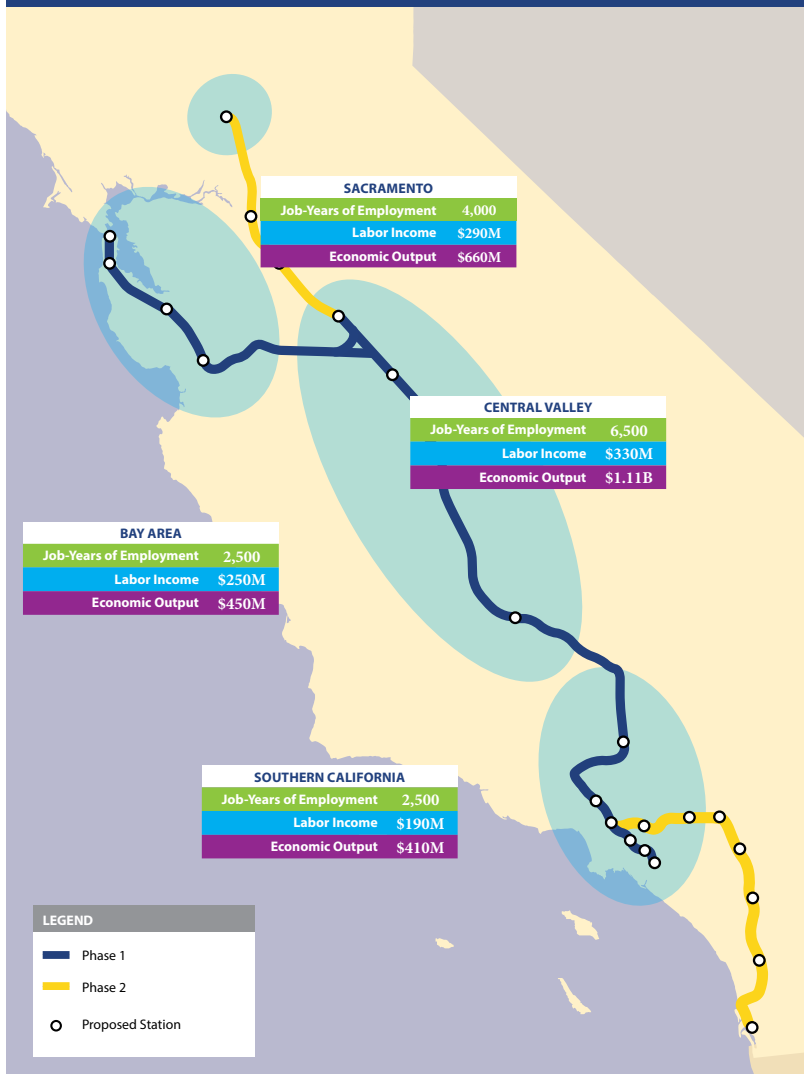 SACRAMENTO
Job-Years of Employment 4,000
Labor Income $290M
Economic Output $660M
CENTRAL VALLEY
Job-Years of Employment 6,500
Labor Income $330M
Economic Output $1.11B
BAY AREA
Job-Years of Employment 2,500
Labor Income $250M
Economic Output $450M
SOUTHERN CALIFORNIA
Job-Years of Employment 2,500
Labor Income $190M
Economic Output $410M
LEGEND
Phase 1
Phase 2
Proposed Station